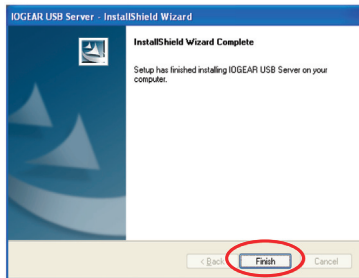 IOGEAR USB Server - InstallShield Wizard
InstallShield Wizard Complete
Setup has finished installing IOGEAR USB Server on your
computer.
< Back Finish Cancel